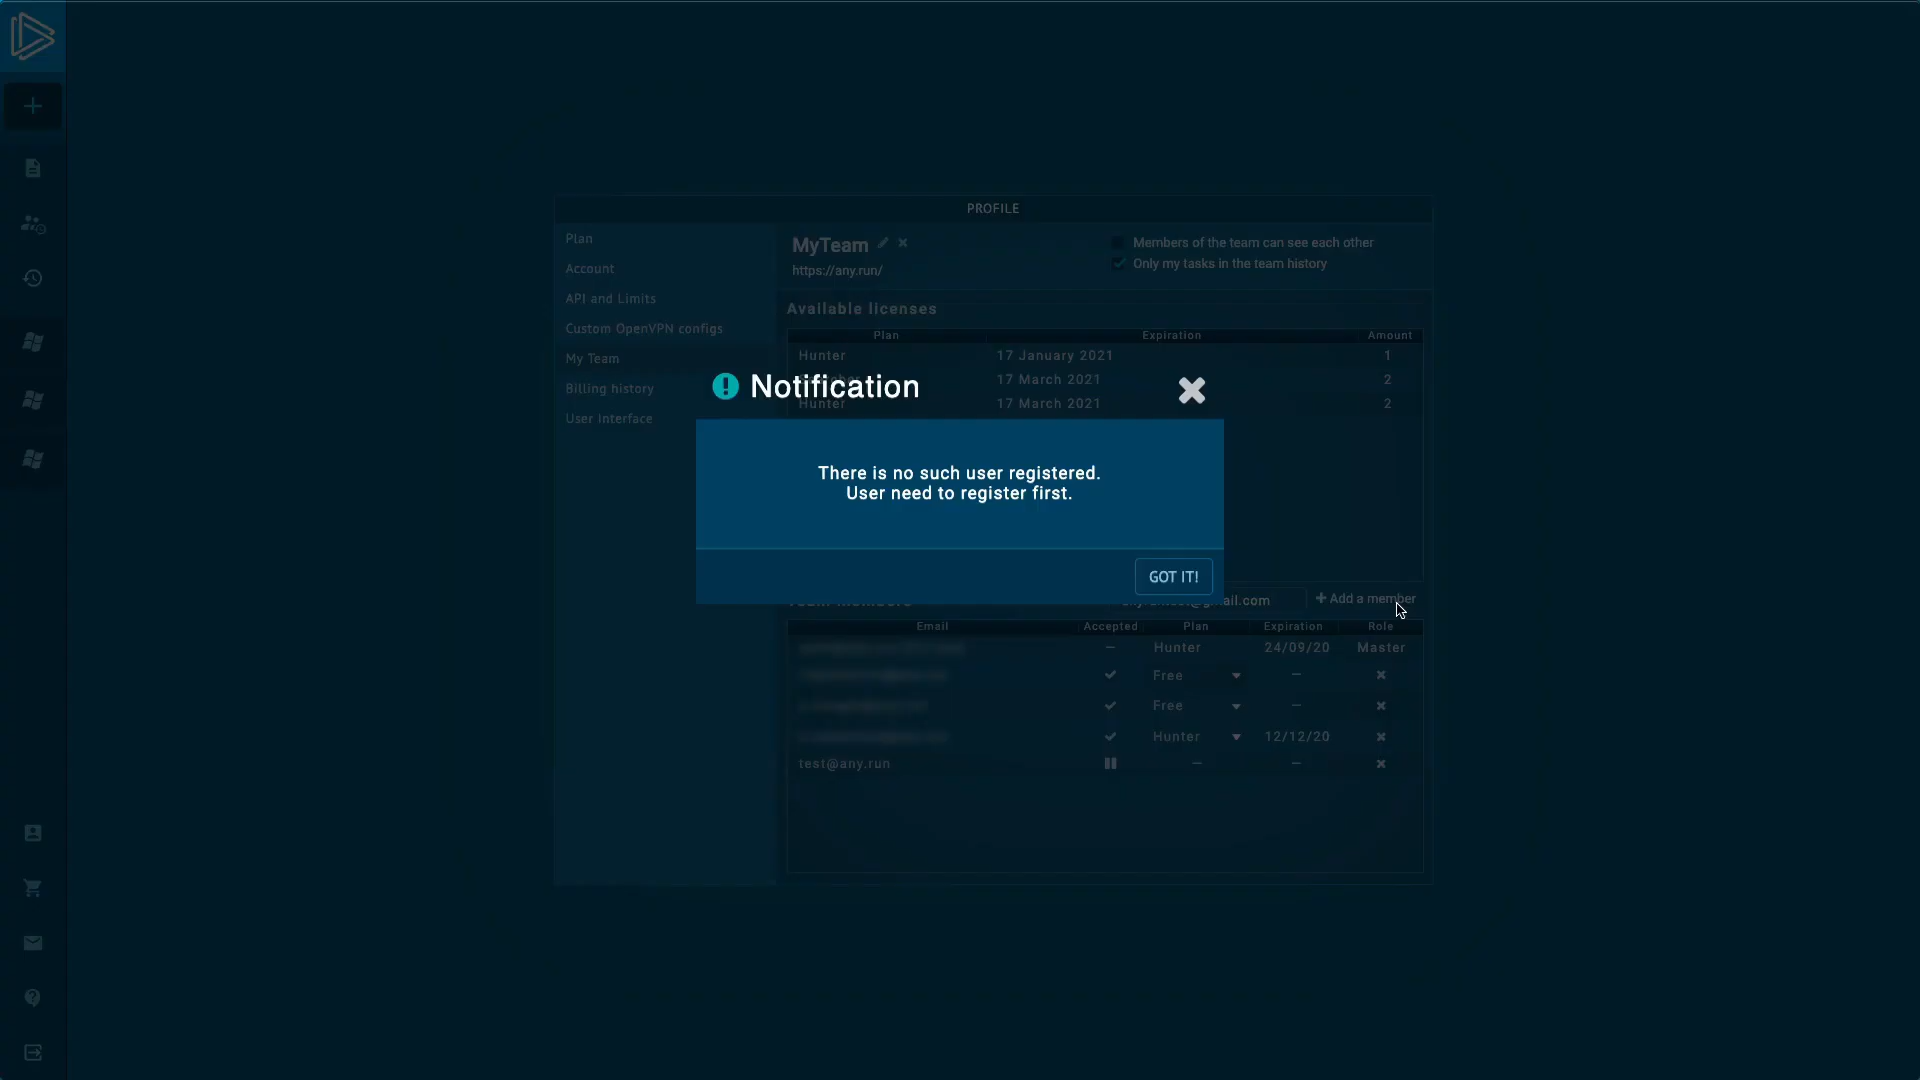 PROFILE
Plan
Account
API and Limits
Custom OpenVPN configs
My Team
Billing history
User Interface
MyTeam
https://any.run/
Members of the team can see each other
Only my tasks in the team history
Available licenses
Plan Expiration Amount
Hunter 17 January 2021 1
17 March 2021 2
Hunter 17 March 2021 2
Notification
There is no such user registered.
User need to register first.
GOT IT!
+ Add a member
Email Accepted Plan Expiration Role
– Hunter 24/09/20 Master
Free –
Free –
Hunter 12/12/20
test@any.run – –